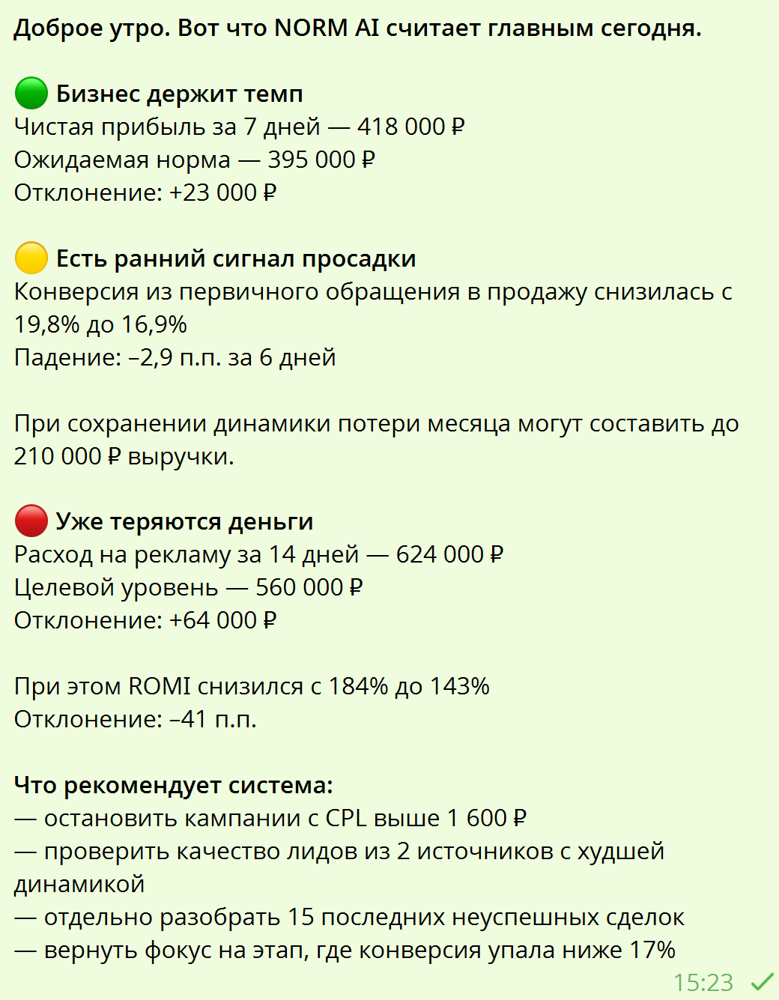 Доброе утро. Вот что NORM AI считает главным сегодня.
🟢 Бизнес держит темп
Чистая прибыль за 7 дней — 418 000 ₽
Ожидаемая норма — 395 000 ₽
Отклонение: +23 000 ₽
🟡 Есть ранний сигнал просадки
Конверсия из первичного обращения в продажу снизилась с
19,8% до 16,9%
Падение: –2,9 п.п. за 6 дней
При сохранении динамики потери месяца могут составить до
210 000 ₽ выручки.
🔴 Уже теряются деньги
Расход на рекламу за 14 дней — 624 000 ₽
Целевой уровень — 560 000 ₽
Отклонение: +64 000 ₽
При этом ROMI снизился с 184% до 143%
Отклонение: –41 п.п.
Что рекомендует система:
— остановить кампании с CPL выше 1 600 ₽
— проверить качество лидов из 2 источников с худшей
динамикой
— отдельно разобрать 15 последних неуспешных сделок
— вернуть фокус на этап, где конверсия упала ниже 17%
15:23